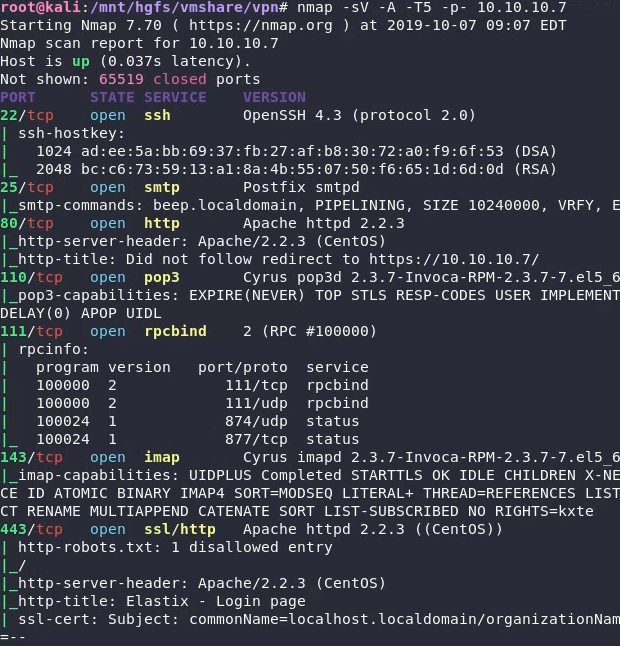 root@kali:/mnt/hgfs/vmshare/vpn# nmap -sV -A -T5 -p- 10.10.10.7
Starting Nmap 7.70 ( https://nmap.org ) at 2019-10-07 09:07 EDT
Nmap scan report for 10.10.10.7
Host is up (0.037s latency).
Not shown: 65519 closed ports
PORT      STATE SERVICE    VERSION
22/tcp    open  ssh        OpenSSH 4.3 (protocol 2.0)
| ssh-hostkey:
|   1024 ad:ee:5a:bb:69:37:fb:27:af:b8:30:72:a0:f9:6f:53 (DSA)
|_  2048 bc:c6:73:59:13:a1:8a:4b:55:07:50:f6:65:1d:6d:0d (RSA)
25/tcp    open  smtp       Postfix smtpd
|_smtp-commands: beep.localdomain, PIPELINING, SIZE 10240000, VRFY, E
80/tcp    open  http       Apache httpd 2.2.3
|_http-server-header: Apache/2.2.3 (CentOS)
|_http-title: Did not follow redirect to https://10.10.10.7/
110/tcp   open  pop3       Cyrus pop3d 2.3.7-Invoca-RPM-2.3.7-7.el5_6
|_pop3-capabilities: EXPIRE(NEVER) TOP STLS RESP-CODES USER IMPLEMENT
DELAY(0) APOP UIDL
111/tcp   open  rpcbind    2 (RPC #100000)
| rpcinfo:
|   program version   port/proto  service
|   100000  2            111/tcp  rpcbind
|   100000  2            111/udp  rpcbind
|   100024  1            874/udp  status
|_  100024  1            877/tcp  status
143/tcp   open  imap       Cyrus imapd 2.3.7-Invoca-RPM-2.3.7-7.el5_6
|_imap-capabilities: UIDPLUS Completed STARTTLS OK IDLE CHILDREN X-NE
CE ID ATOMIC BINARY IMAP4 SORT=MODSEQ LITERAL+ THREAD=REFERENCES LIST
CT RENAME MULTIAPPEND CATENATE SORT LIST-SUBSCRIBED NO RIGHTS=kxte
443/tcp   open  ssl/http   Apache httpd 2.2.3 ((CentOS))
| http-robots.txt: 1 disallowed entry
|_/
|_http-server-header: Apache/2.2.3 (CentOS)
|_http-title: Elastix - Login page
| ssl-cert: Subject: commonName=localhost.localdomain/organizationNam
=--